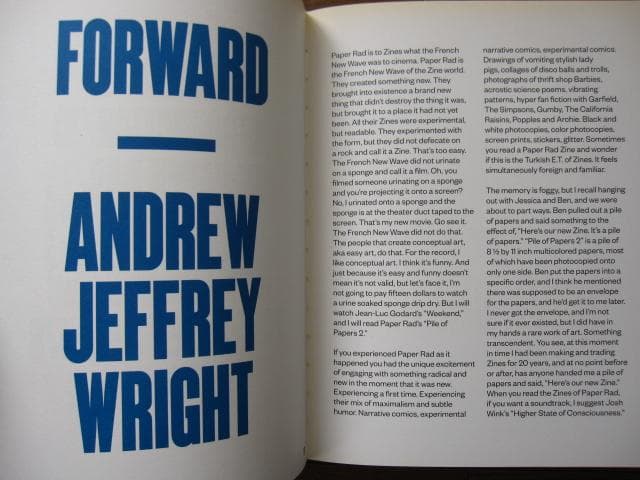 FORWARD
ANDREW
JEFFREY
WRIGHT
Paper Rad is to Zines what the French
New Wave was to cinema. Paper Rad is
the French New Wave of the Zine world.
They created something new. They
brought into existence a brand new
thing that didn't destroy the thing it was,
but brought it to a place it had not yet
been. All their Zines were experimental,
but readable. They experimented with
the form, but they did not defecate on
a rock and call it a Zine. That's too easy.
The French New Wave did not urinate
on a sponge and call it a film. Oh, you
filmed someone urinating on a sponge
and you're projecting it onto a screen?
No, I urinated onto a sponge and the
sponge is at the theater duct taped to the
screen. That's my new movie. Go see it.
The French New Wave did not do that.
The people that create conceptual art,
aka easy art, do that. For the record, I
like conceptual art. I think it's funny. And
just because it's easy and funny doesn't
mean it's not valid, but let's face it, I'm
not going to pay fifteen dollars to watch
a urine soaked sponge drip dry. But I will
watch Jean-Luc Godard's "Weekend,"
and I will read Paper Rad's "Pile of
Papers 2."
If you experienced Paper Rad as it
happened you had the unique excitement
of engaging with something radical and
new in the moment that it was new.
Experiencing a first time. Experiencing
their mix of maximalism and subtle
humor. Narrative comics, experimental
narrative comics, experimental comics.
Drawings of vomiting stylish lady
pigs, collages of disco balls and trolls,
photographs of thrift shop Barbies,
acrostic science poems, vibrating
patterns, hyper fan fiction with Garfield,
The Simpsons, Gumby, The California
Raisins, Popples and Archie. Black and
white photocopies, color photocopies,
screen prints, stickers, glitter. Sometimes
you read a Paper Rad Zine and wonder
if this is the Turkish E.T. of Zines. It feels
simultaneously foreign and familiar.
The memory is foggy, but I recall hanging
out with Jessica and Ben, and we were
about to part ways. Ben pulled out a pile
of papers and said something to the
effect of, "Here's our new Zine. It's a pile
of papers." "Pile of Papers 2" is a pile of
8 ½ by 11 inch multicolored papers, most
of which have been photocopied onto
only one side. Ben put the papers into a
specific order, and I think he mentioned
there was supposed to be an envelope
for the papers, and he'd get it to me later.
I never got the envelope, and I'm not
sure if it ever existed, but I did have in
my hands a rare work of art. Something
transcendent. You see, at this moment
in time I had been making and trading
Zines for 20 years, and at no point before
or after, has anyone handed me a pile of
papers and said, "Here's our new Zine."
When you read the Zines of Paper Rad,
if you want a soundtrack, I suggest Josh
Wink's "Higher State of Consciousness."